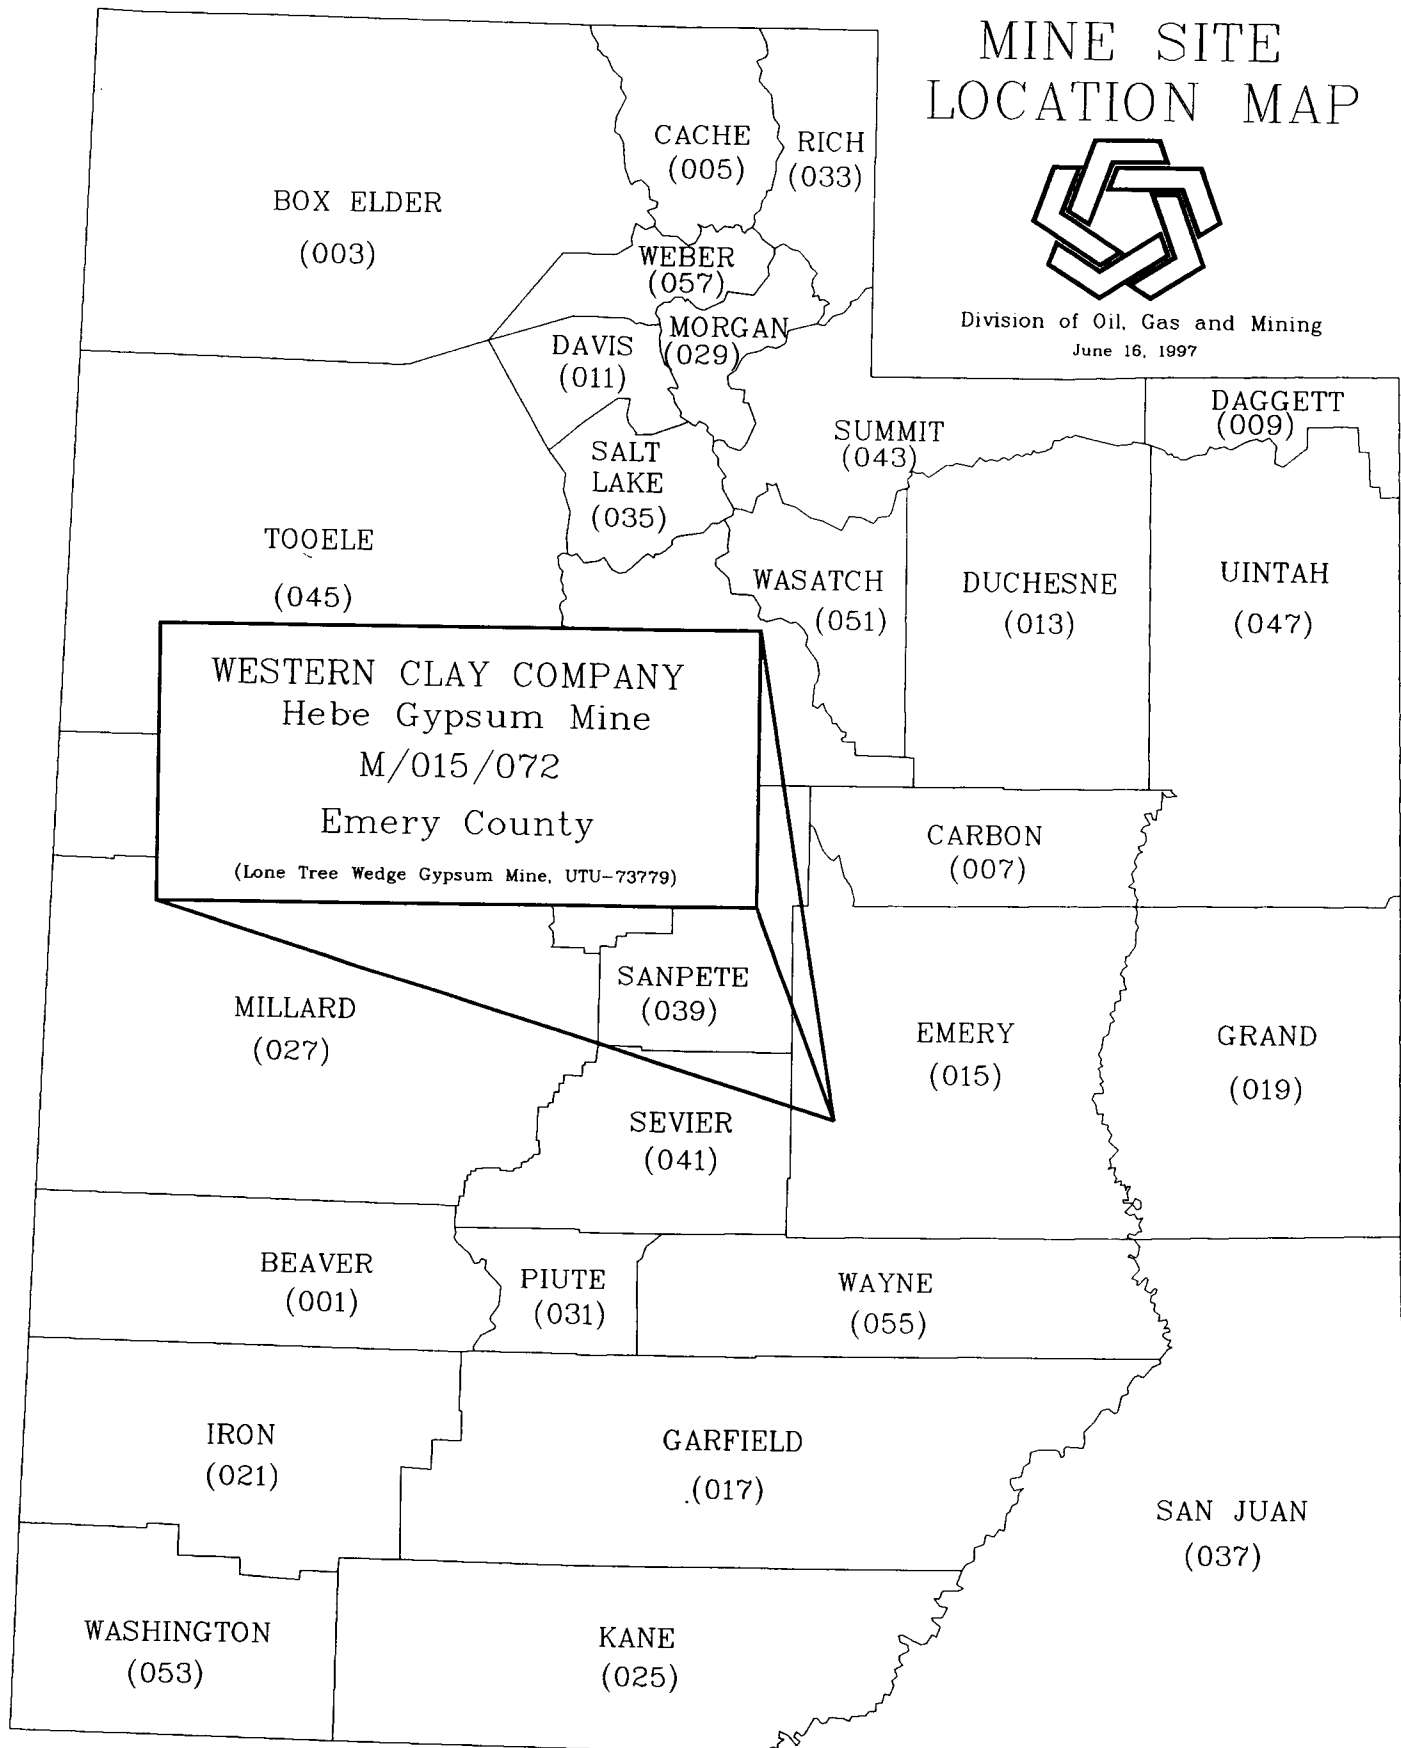 MINE SITE
LOCATION MAP
Division of Oil, Gas and Mining
June 16, 1997
CACHE
(005)
RICH
(033)
BOX ELDER
(003)
WEBER
(057)
MORGAN
(029)
DAVIS
(011)
DAGGETT
(009)
SUMMIT
(043)
SALT
LAKE
(035)
TOOELE
(045)
WASATCH
(051)
DUCHESNE
(013)
UINTAH
(047)
WESTERN CLAY COMPANY
Hebe Gypsum Mine
M/015/072
Emery County
(Lone Tree Wedge Gypsum Mine, UTU-73779)
CARBON
(007)
SANPETE
(039)
MILLARD
(027)
EMERY
(015)
GRAND
(019)
SEVIER
(041)
BEAVER
(001)
PIUTE
(031)
WAYNE
(055)
IRON
(021)
GARFIELD
(017)
SAN JUAN
(037)
WASHINGTON
(053)
KANE
(025)